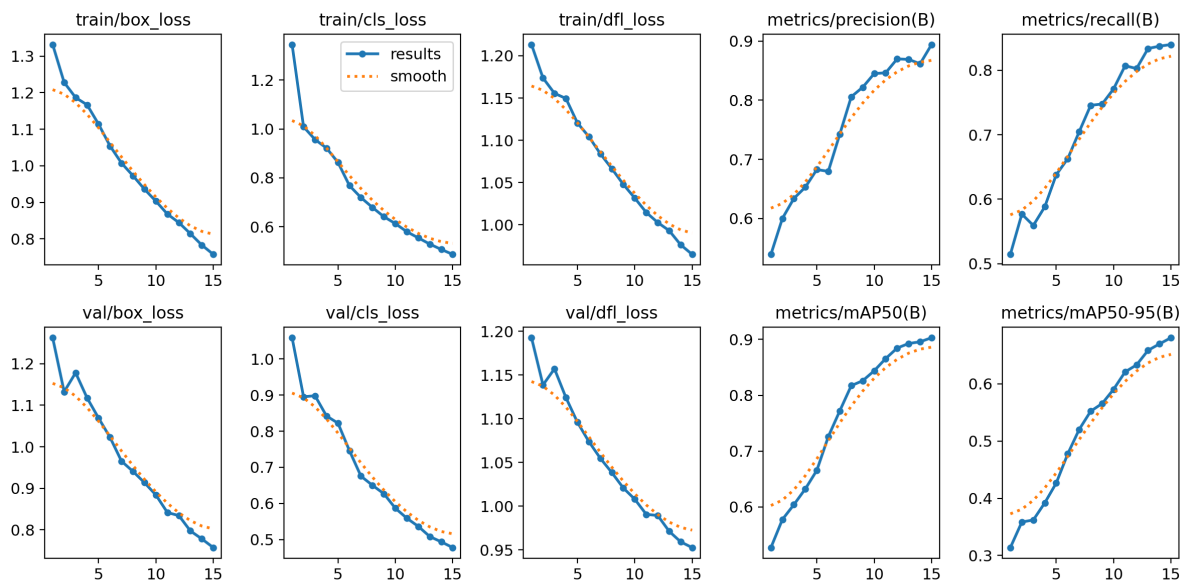 train/box_loss
train/cls_loss
train/dfl_loss
metrics/precision(B)
metrics/recall(B)
1.3
1.2
1.1
1.0
0.9
0.8
5 10 15
results
smooth
1.2
1.0
0.8
0.6
5 10 15
1.20
1.15
1.10
1.05
1.00
5 10 15
0.9
0.8
0.7
0.6
5 10 15
0.8
0.7
0.6
0.5
5 10 15
val/box_loss
val/cls_loss
val/dfl_loss
metrics/mAP50(B)
metrics/mAP50-95(B)
1.2
1.1
1.0
0.9
0.8
5 10 15
1.0
0.9
0.8
0.7
0.6
0.5
5 10 15
1.20
1.15
1.10
1.05
1.00
0.95
5 10 15
0.9
0.8
0.7
0.6
5 10 15
0.6
0.5
0.4
0.3
5 10 15